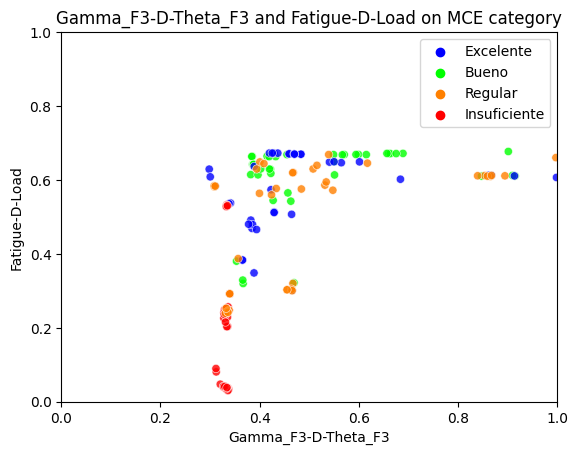 Gamma_F3-D-Theta_F3 and Fatigue-D-Load on MCE category
1.0
Excelente
Bueno
Regular
Insuficiente
0.8
0.6
0.4
0.2
0.0
Fatigue-D-Load
0.0 0.2 0.4 0.6 0.8 1.0
Gamma_F3-D-Theta_F3